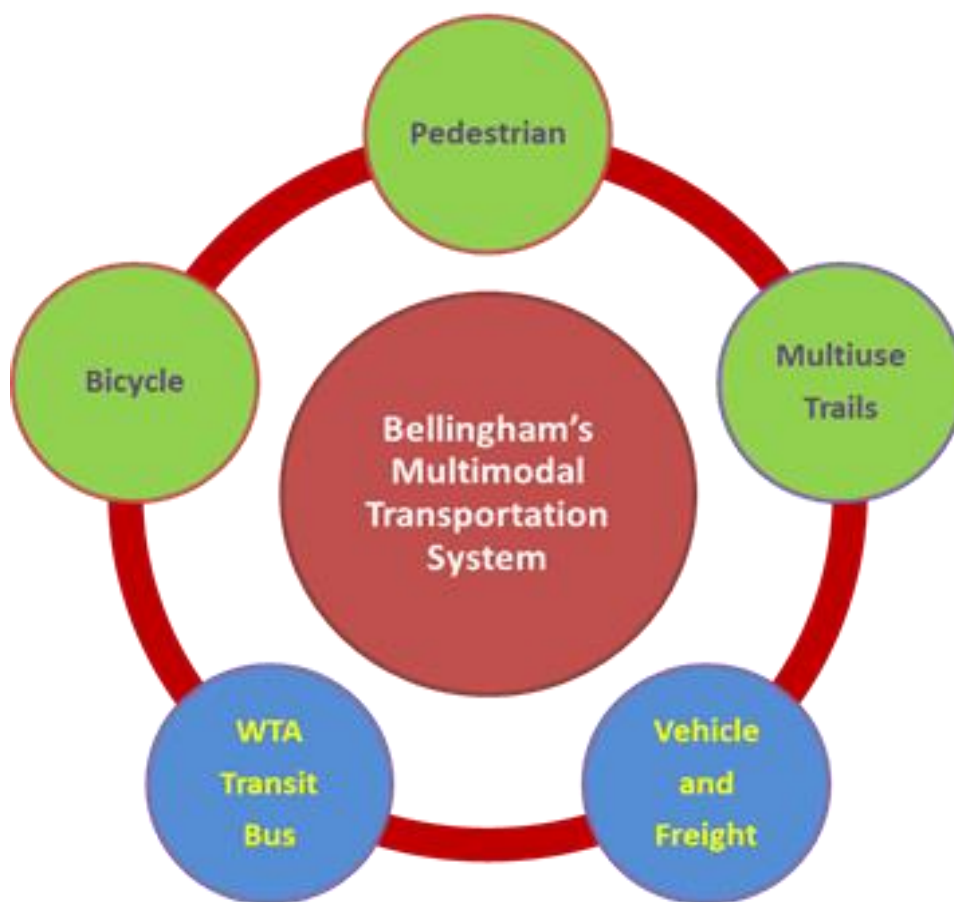 Pedestrian
Bicycle
Multiuse
Trails
Bellingham’s
Multimodal
Transportation
System
WTA
Transit
Bus
Vehicle
and
Freight